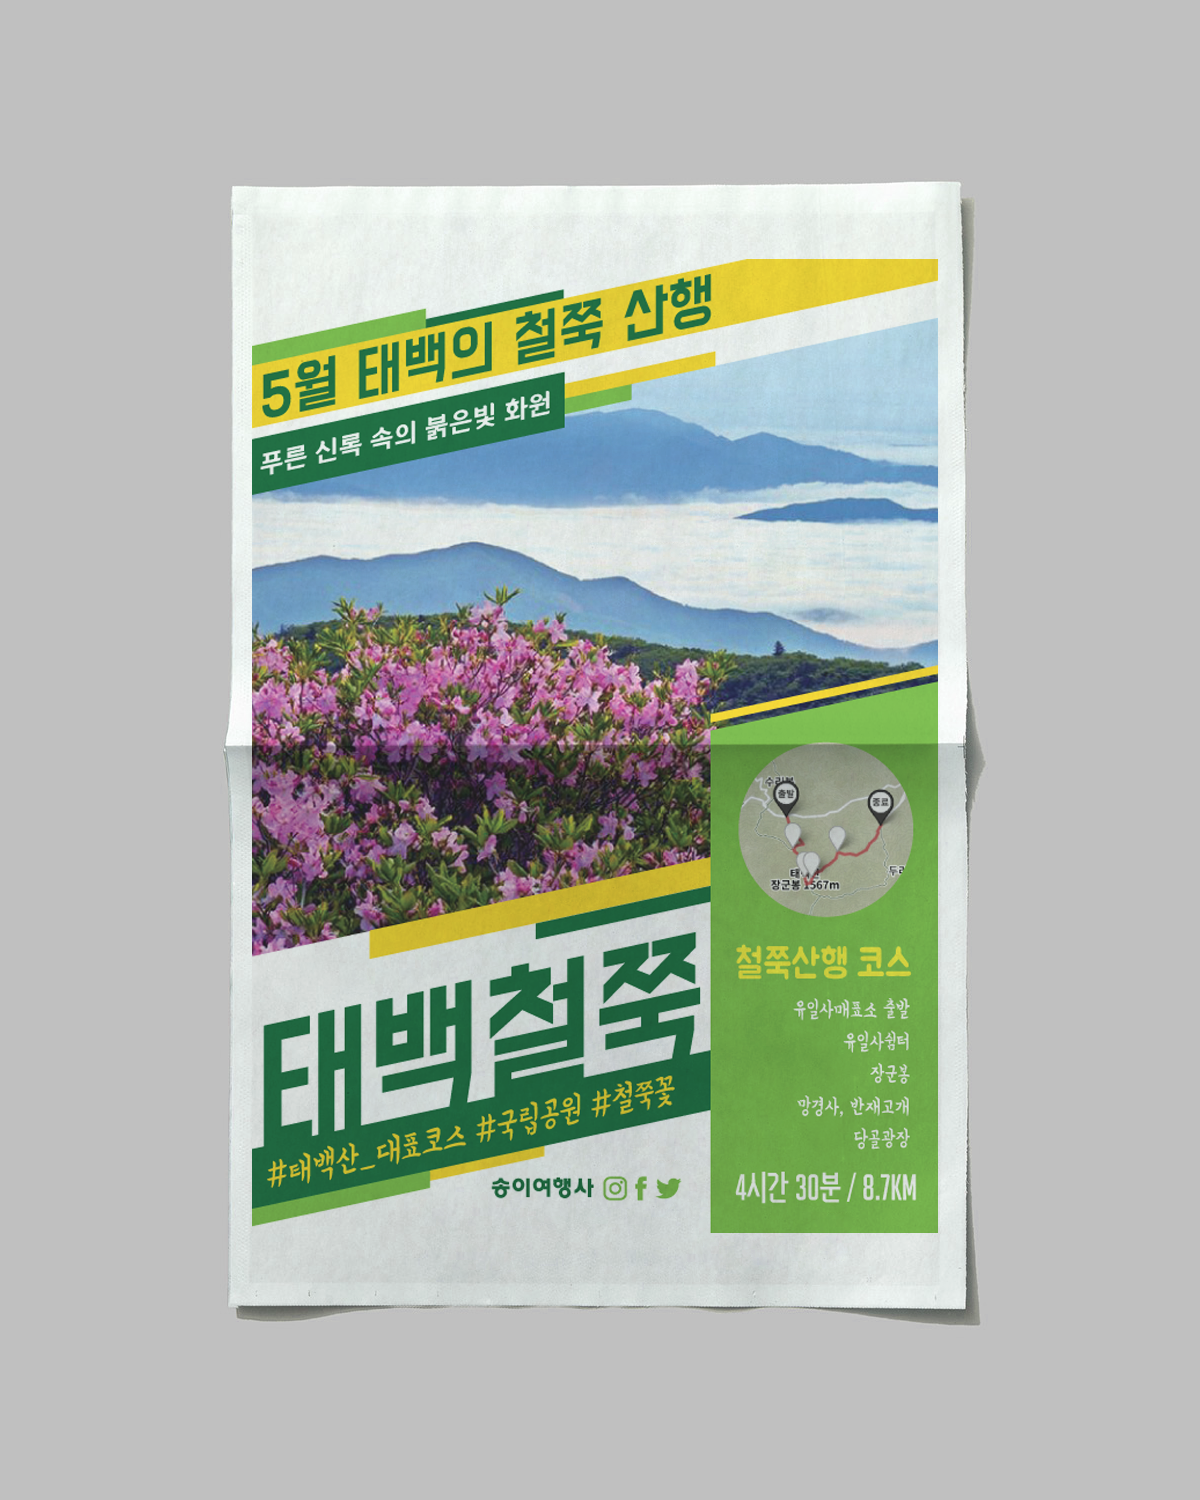 5월 태백의 철쭉 산행
푸른 신록 속의 붉은빛 화원
출발
종료
장군봉 1567m
태백철쭉
#태백산_대표코스 #국립공원 #철쭉꽃
송이여행사
철쭉산행 코스
유일사매표소 출발
유일사쉼터
장군봉
망경사, 반재고개
당골광장
4시간 30분 / 8.7KM